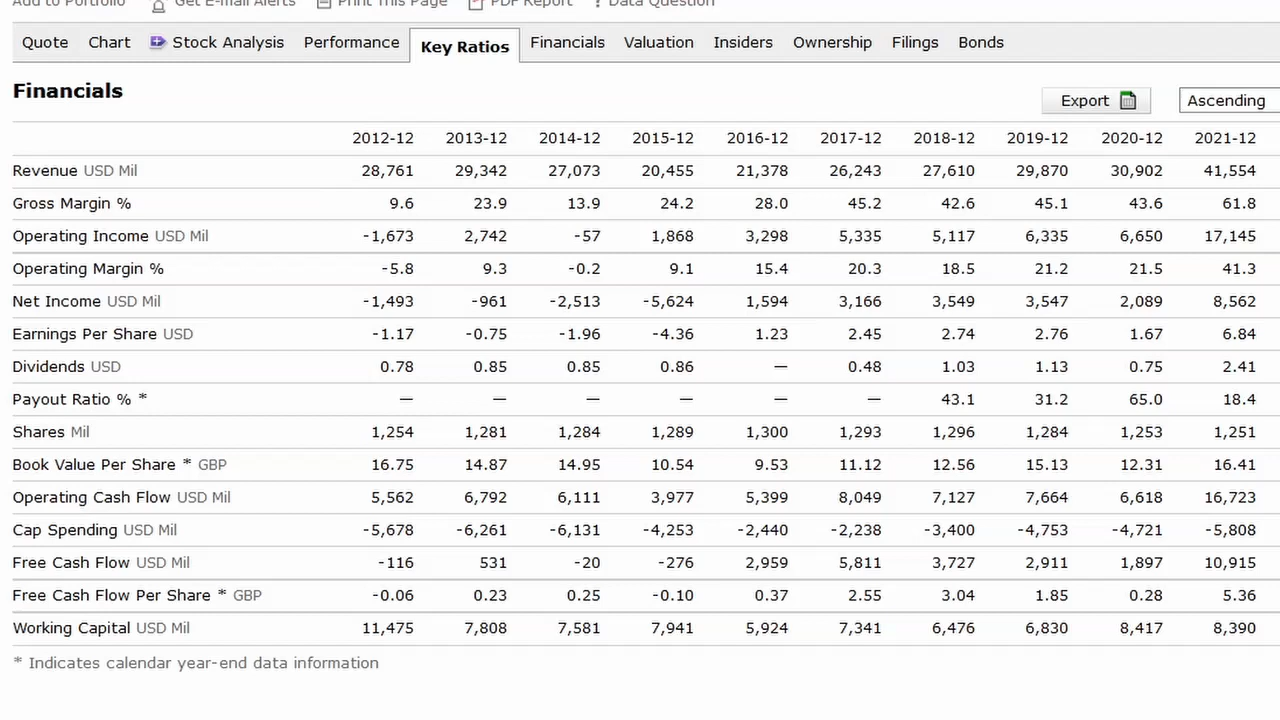 Add to Portfolio Get E-mail Alerts Print This Page PDF Report Data Question
Quote Chart Stock Analysis Performance Key Ratios Financials Valuation Insiders Ownership Filings Bonds
Financials
Export Ascending
2012-12 2013-12 2014-12 2015-12 2016-12 2017-12 2018-12 2019-12 2020-12 2021-12
Revenue USD Mil 28,761 29,342 27,073 20,455 21,378 26,243 27,610 29,870 30,902 41,554
Gross Margin % 9.6 23.9 13.9 24.2 28.0 45.2 42.6 45.1 43.6 61.8
Operating Income USD Mil -1,673 2,742 -57 1,868 3,298 5,335 5,117 6,335 6,650 17,145
Operating Margin % -5.8 9.3 -0.2 9.1 15.4 20.3 18.5 21.2 21.5 41.3
Net Income USD Mil -1,493 -961 -2,513 -5,624 1,594 3,166 3,549 3,547 2,089 8,562
Earnings Per Share USD -1.17 -0.75 -1.96 -4.36 1.23 2.45 2.74 2.76 1.67 6.84
Dividends USD 0.78 0.85 0.85 0.86 — 0.48 1.03 1.13 0.75 2.41
Payout Ratio % * — — — — — — 43.1 31.2 65.0 18.4
Shares Mil 1,254 1,281 1,284 1,289 1,300 1,293 1,296 1,284 1,253 1,251
Book Value Per Share * GBP 16.75 14.87 14.95 10.54 9.53 11.12 12.56 15.13 12.31 16.41
Operating Cash Flow USD Mil 5,562 6,792 6,111 3,977 5,399 8,049 7,127 7,664 6,618 16,723
Cap Spending USD Mil -5,678 -6,261 -6,131 -4,253 -2,440 -2,238 -3,400 -4,753 -4,721 -5,808
Free Cash Flow USD Mil -116 531 -20 -276 2,959 5,811 3,727 2,911 1,897 10,915
Free Cash Flow Per Share * GBP -0.06 0.23 0.25 -0.10 0.37 2.55 3.04 1.85 0.28 5.36
Working Capital USD Mil 11,475 7,808 7,581 7,941 5,924 7,341 6,476 6,830 8,417 8,390
* Indicates calendar year-end data information